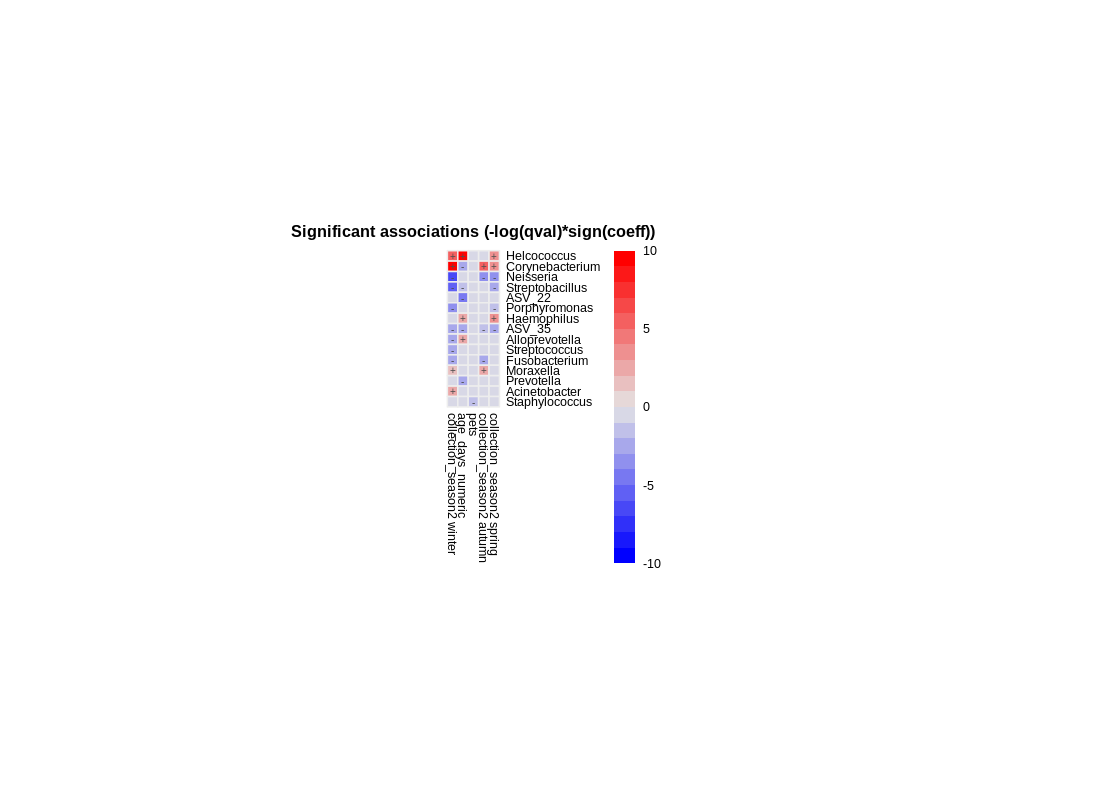 Significant associations (-log(qval)*sign(coeff))
+ + Helcococcus
- + + Corynebacterium
- - - Neisseria
- - - Streptobacillus
- ASV_22
- - Porphyromonas
+ + Haemophilus
- - - - ASV_35
- + Alloprevotella
- Streptococcus
- - Fusobacterium
+ + Moraxella
- Prevotella
+ Acinetobacter
- Staphylococcus
collection_season2 winter
age_days_numeric
pets
collection_season2 autumn
collection_season2 spring
10
5
0
-5
-10